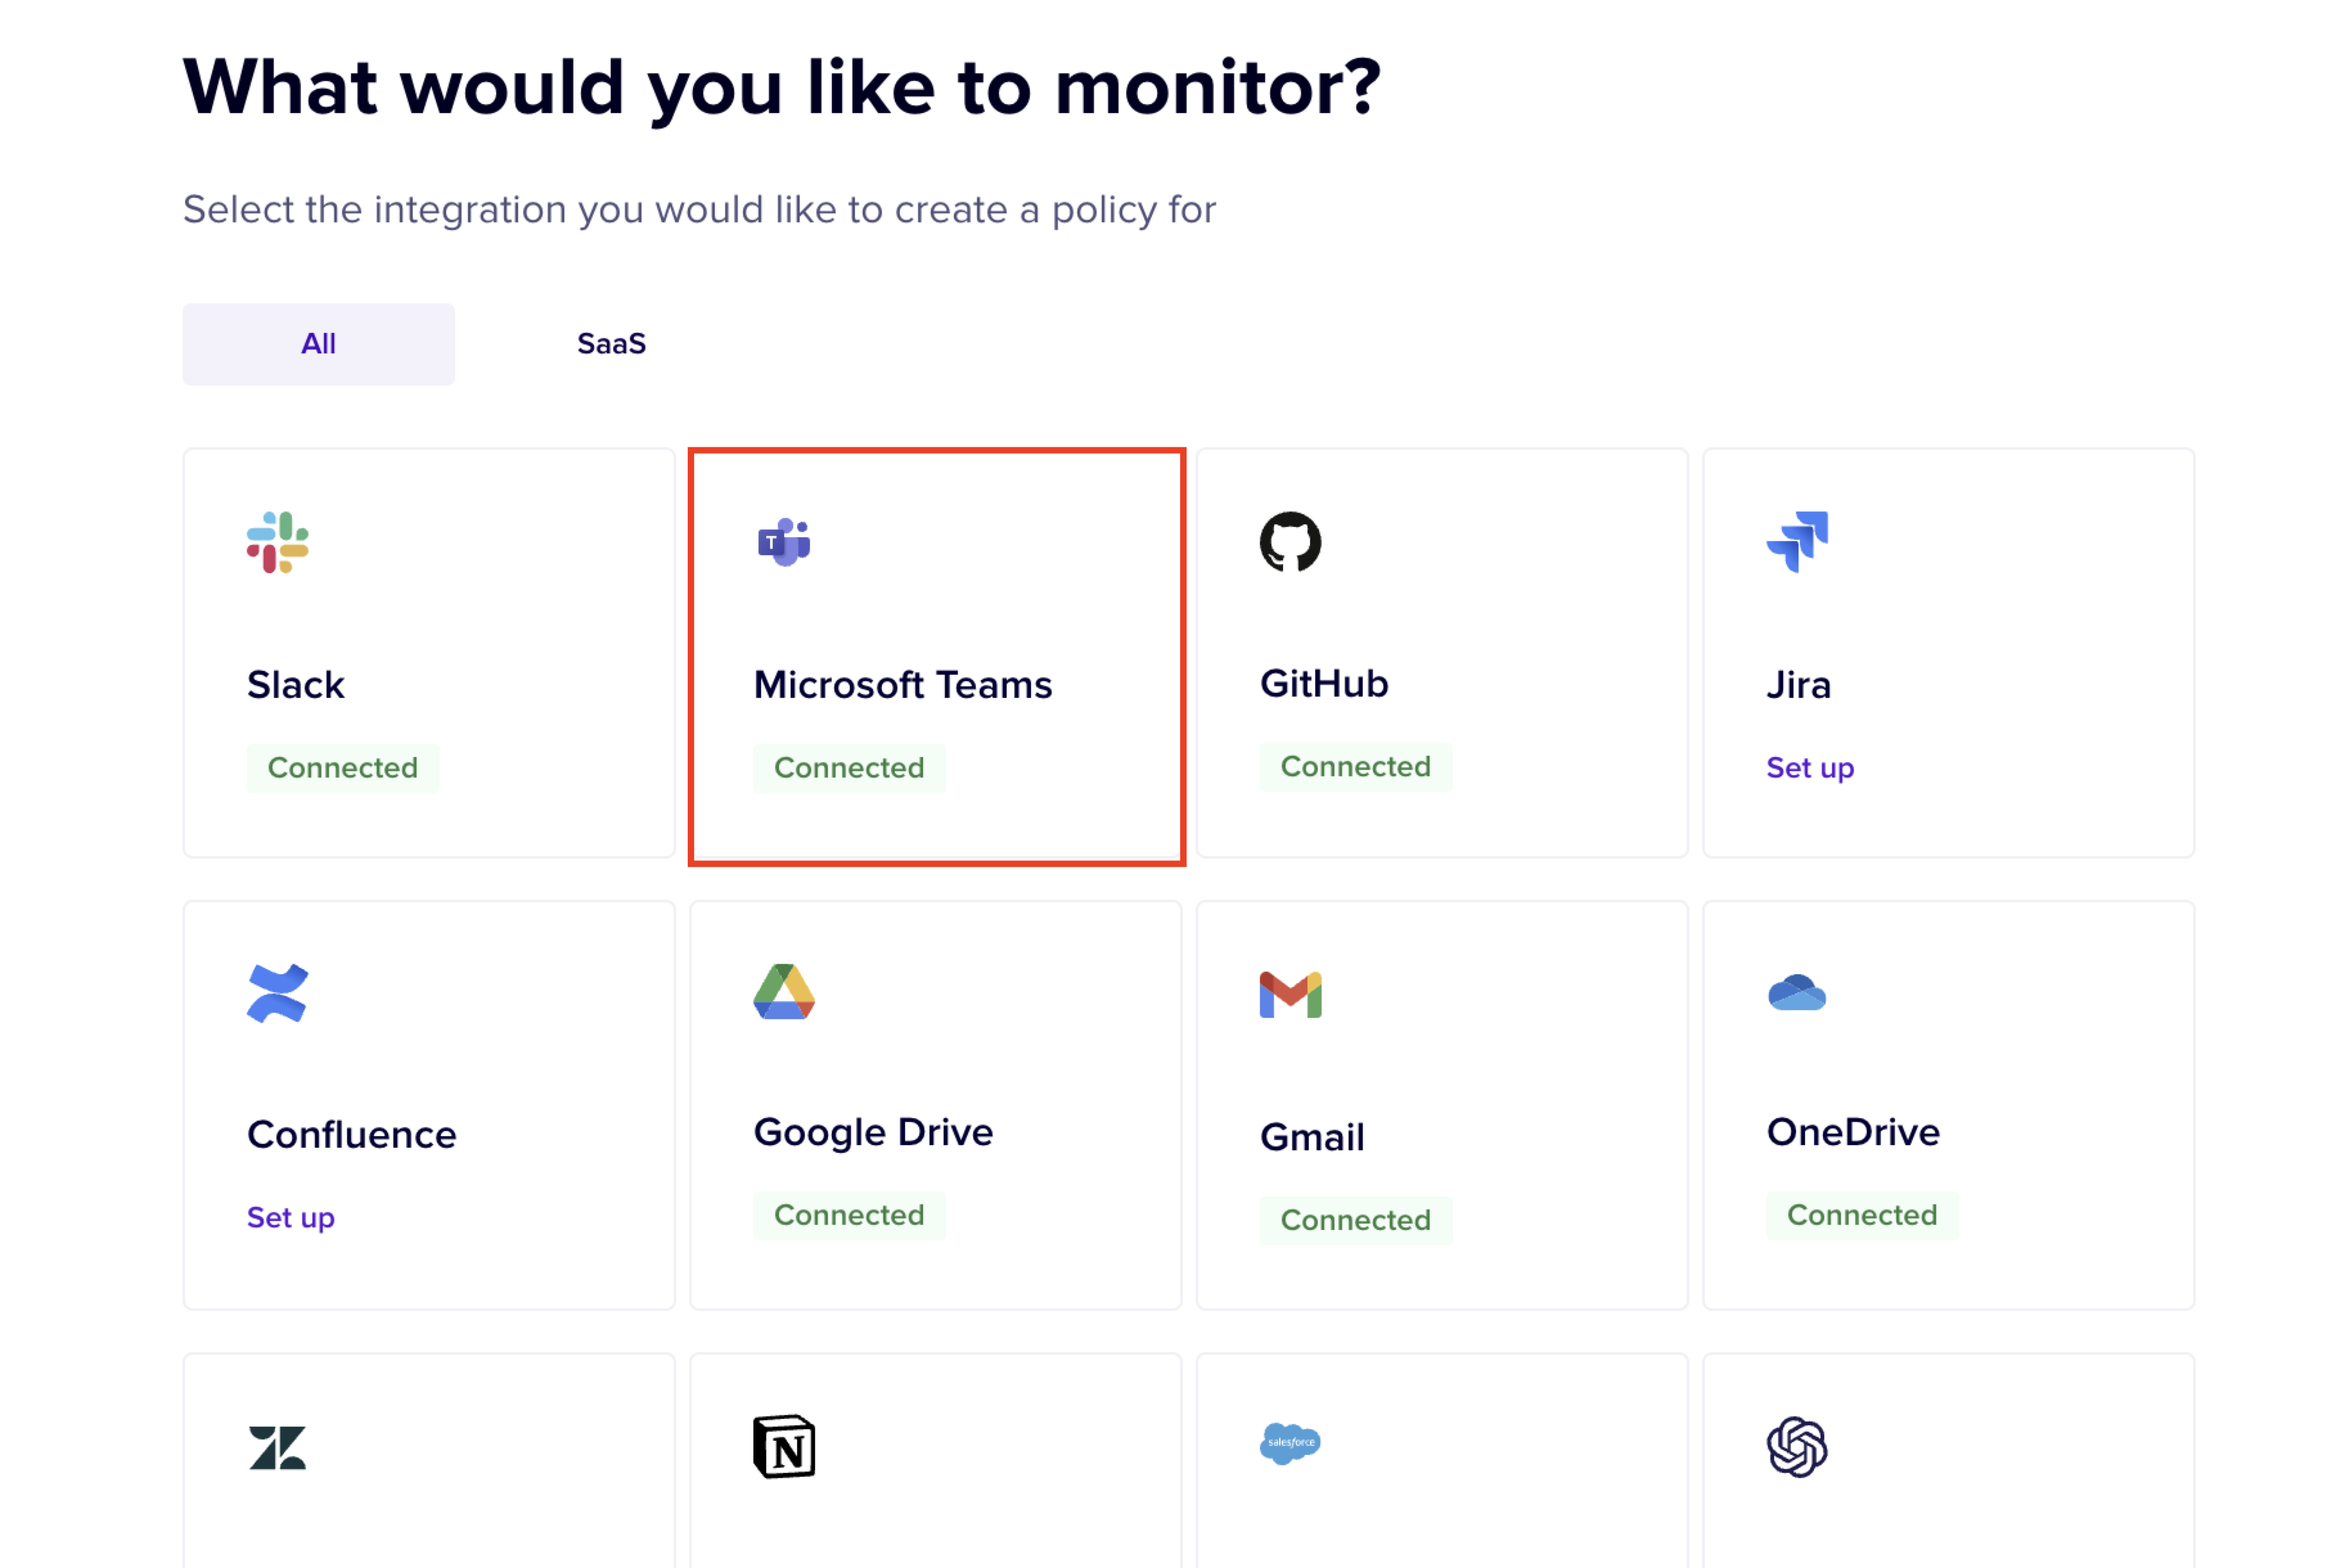 What would you like to monitor?
Select the integration you would like to create a policy for
All
SaaS
T
Slack
Connected
Microsoft Teams
Connected
GitHub
Connected
Jira
Set up
Confluence
Set up
Google Drive
Connected
Gmail
Connected
OneDrive
Connected
N
salesforce